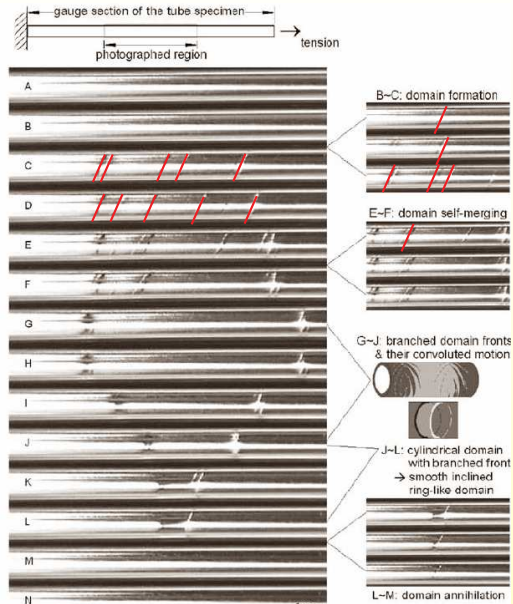 gauge section of the tube specimen
tension
photographed region
A
B
C
D
E
F
G
H
I
J
K
L
M
N
B~C: domain formation
E~F: domain self-merging
G~J: branched domain fronts
& their convoluted motion
J~L: cylindrical domain
with branched front
→ smooth inclined
ring-like domain
L~M: domain annihilation